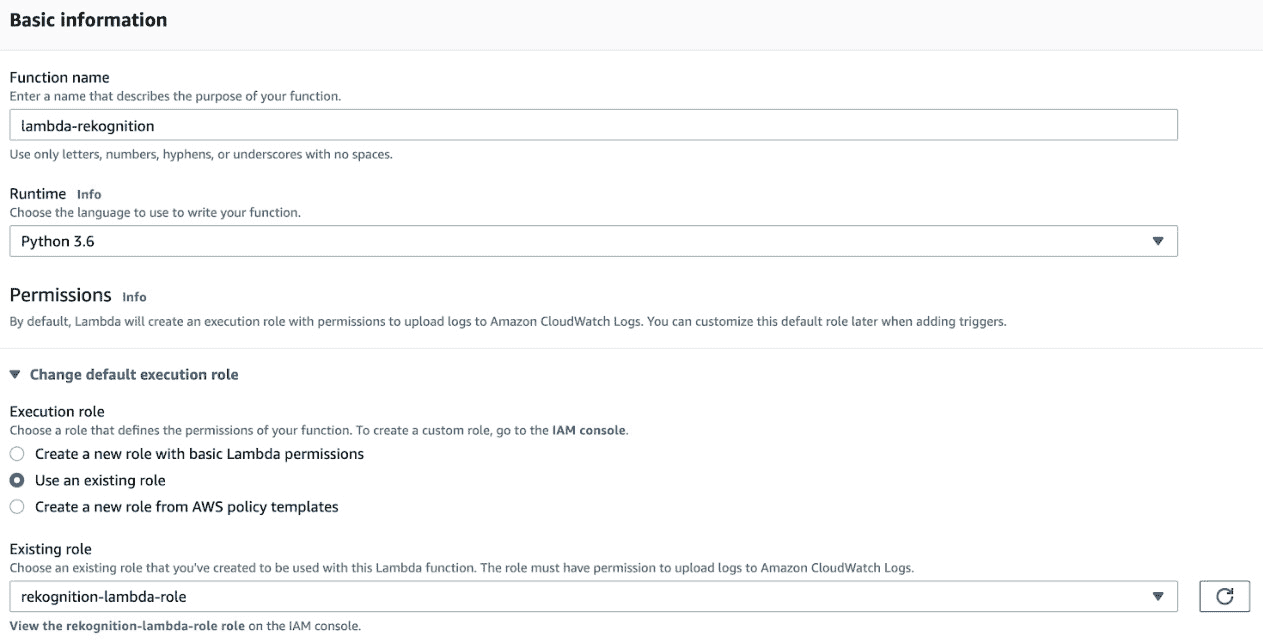 Basic information
Function name
Enter a name that describes the purpose of your function.
lambda-rekognition
Use only letters, numbers, hyphens, or underscores with no spaces.
Runtime Info
Choose the language to use to write your function.
Python 3.6
Permissions Info
By default, Lambda will create an execution role with permissions to upload logs to Amazon CloudWatch Logs. You can customize this default role later when adding triggers.
Change default execution role
Execution role
Choose a role that defines the permissions of your function. To create a custom role, go to the IAM console.
Create a new role with basic Lambda permissions
Use an existing role
Create a new role from AWS policy templates
Existing role
Choose an existing role that you've created to be used with this Lambda function. The role must have permission to upload logs to Amazon CloudWatch Logs.
rekognition-lambda-role
View the rekognition-lambda-role role on the IAM console.